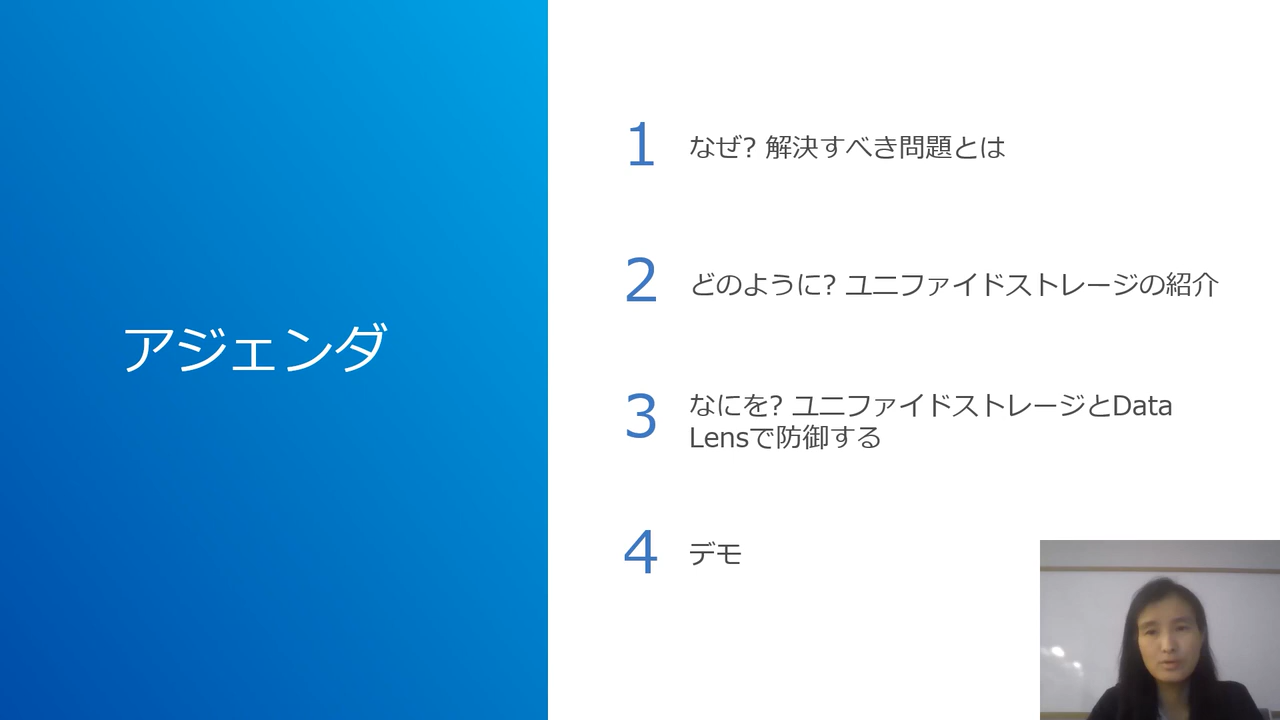 アジェンダ
1 なぜ? 解決すべき問題とは
2 どのように? ユニファイドストレージの紹介
3 なにを? ユニファイドストレージとData
Lensで防御する
4 デモ